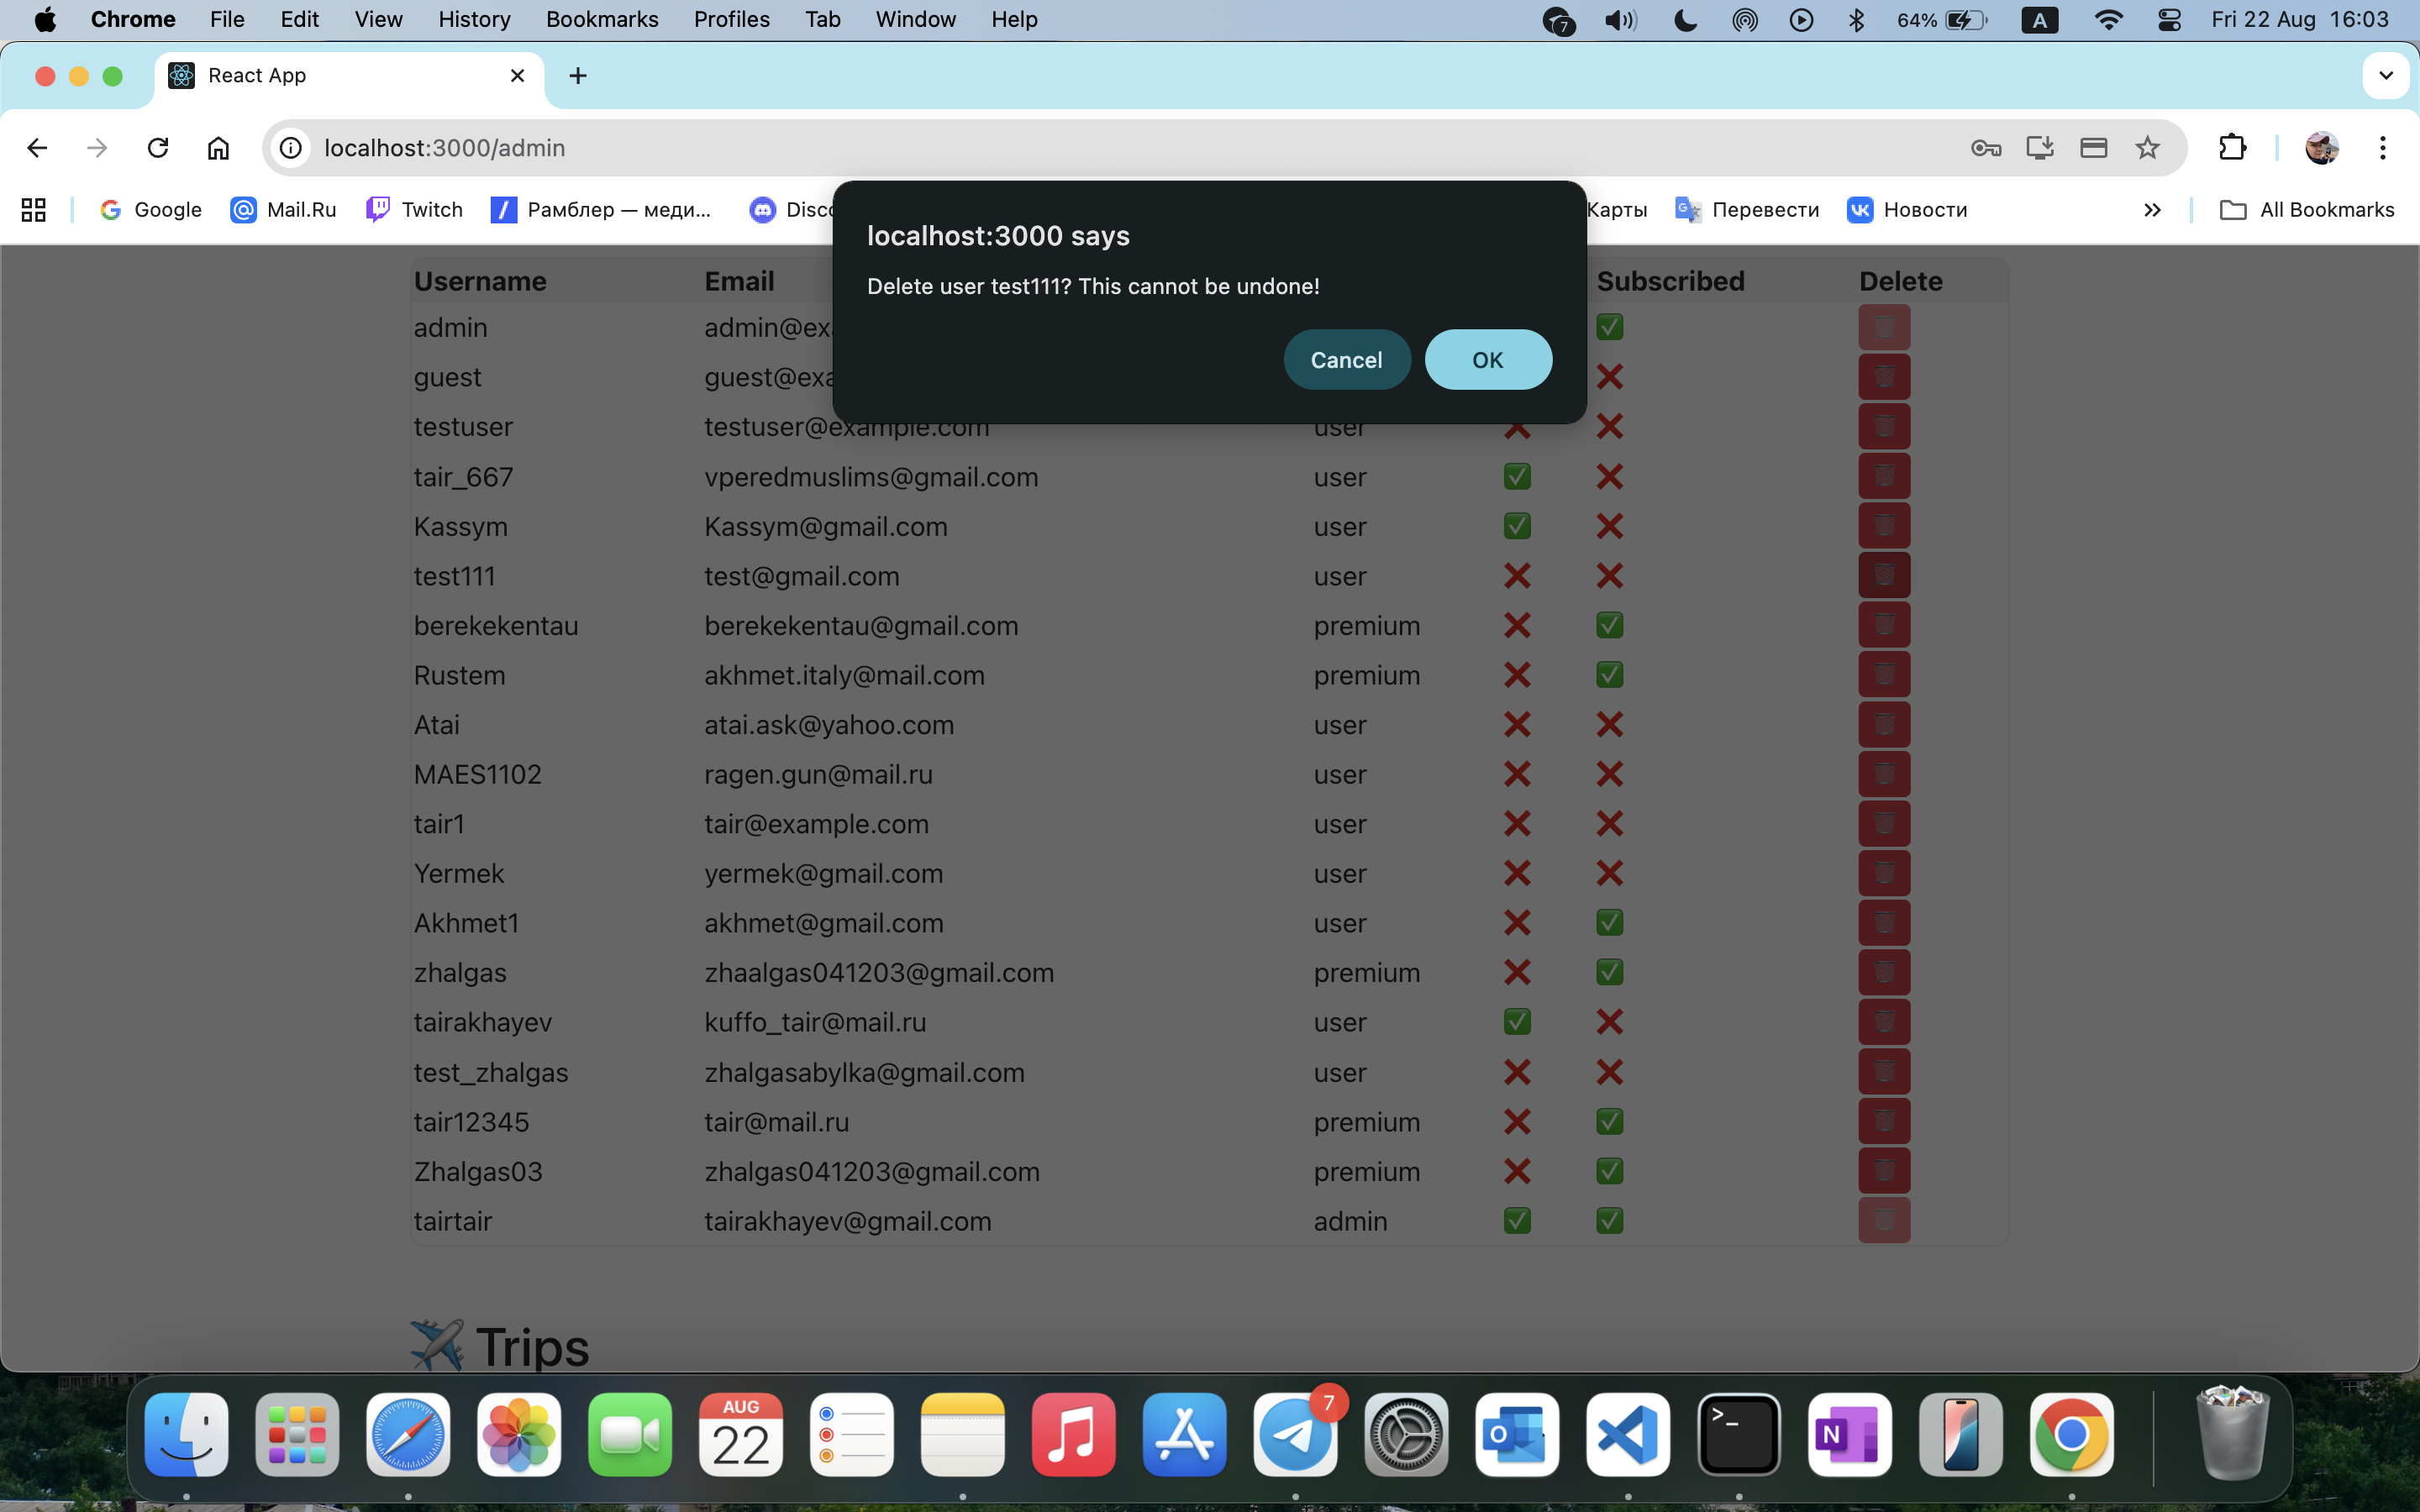 Chrome File Edit View History Bookmarks Profiles Tab Window Help 7 64% A Fri 22 Aug 16:03
React App
localhost:3000/admin
Google Mail.Ru Twitch Рамблер — меди... Disco Карты Перевести Новости All Bookmarks
localhost:3000 says
Delete user test111? This cannot be undone!
Cancel OK
Username Email Subscribed Delete
admin admin@exa ✅
guest guest@exa ❌
testuser testuser@example.com user ❌ ❌
tair_667 vperedmuslims@gmail.com user ✅ ❌
Kassym Kassym@gmail.com user ✅ ❌
test111 test@gmail.com user ❌ ❌
berekekentau berekekentau@gmail.com premium ❌ ✅
Rustem akhmet.italy@mail.com premium ❌ ✅
Atai atai.ask@yahoo.com user ❌ ❌
MAES1102 ragen.gun@mail.ru user ❌ ❌
tair1 tair@example.com user ❌ ❌
Yermek yermek@gmail.com user ❌ ❌
Akhmet1 akhmet@gmail.com user ❌ ✅
zhalgas zhaalgas041203@gmail.com premium ❌ ✅
tairakhayev kuffo_tair@mail.ru user ✅ ❌
test_zhalgas zhalgasabylka@gmail.com user ❌ ❌
tair12345 tair@mail.ru premium ❌ ✅
Zhalgas03 zhalgas041203@gmail.com premium ❌ ✅
tairtair tairakhayev@gmail.com admin ✅ ✅
✈️ Trips
AUG
22
7